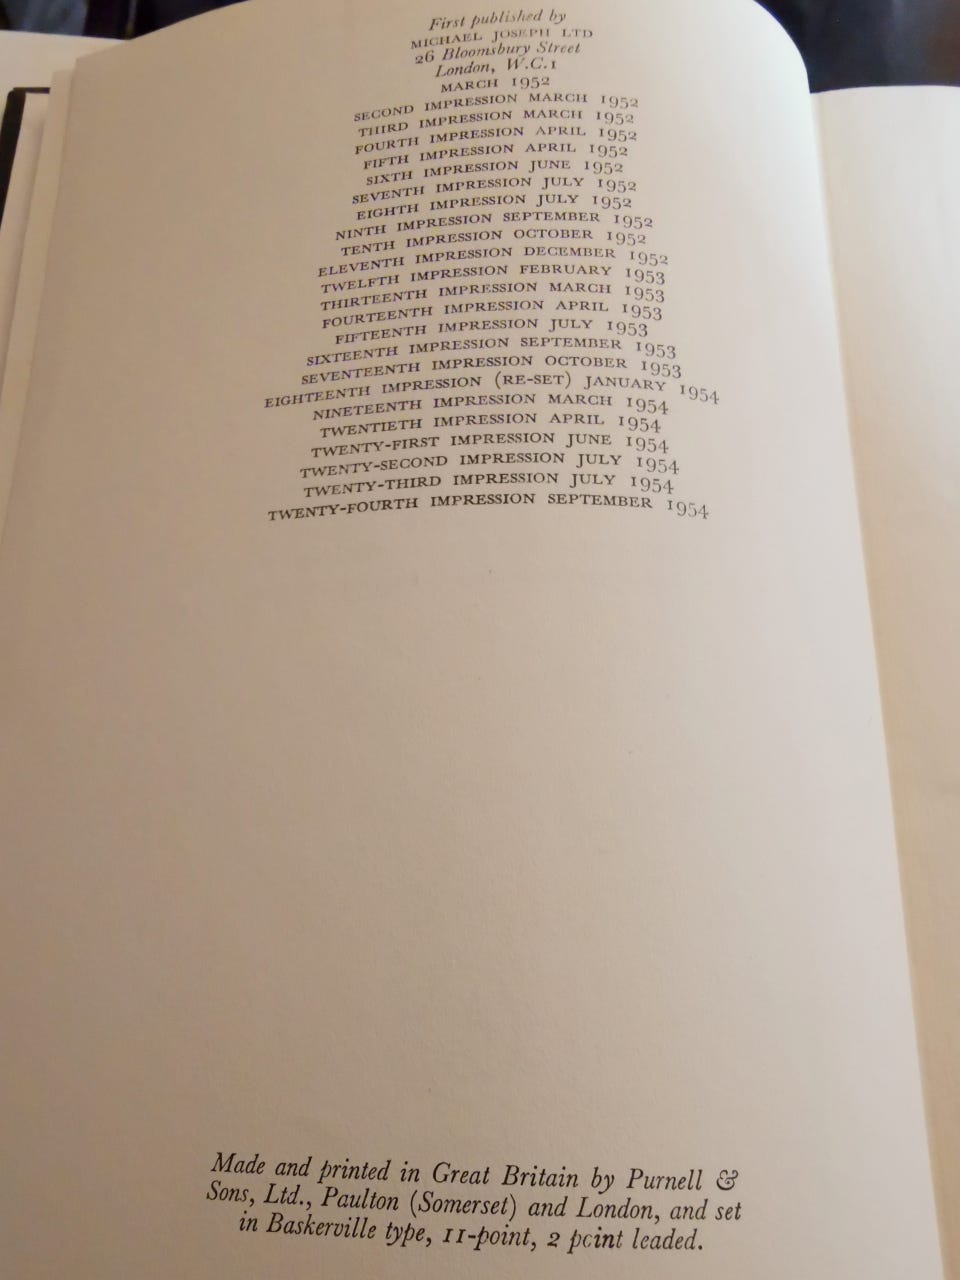 First published by
MICHAEL JOSEPH LTD
26 Bloomsbury Street
London, W.C.1
MARCH 1952
SECOND IMPRESSION MARCH 1952
THIRD IMPRESSION MARCH 1952
FOURTH IMPRESSION APRIL 1952
FIFTH IMPRESSION APRIL 1952
SIXTH IMPRESSION JUNE 1952
SEVENTH IMPRESSION JULY 1952
EIGHTH IMPRESSION JULY 1952
NINTH IMPRESSION SEPTEMBER 1952
TENTH IMPRESSION OCTOBER 1952
ELEVENTH IMPRESSION DECEMBER 1952
TWELFTH IMPRESSION FEBRUARY 1953
THIRTEENTH IMPRESSION MARCH 1953
FOURTEENTH IMPRESSION APRIL 1953
FIFTEENTH IMPRESSION JULY 1953
SIXTEENTH IMPRESSION SEPTEMBER 1953
SEVENTEENTH IMPRESSION OCTOBER 1953
EIGHTEENTH IMPRESSION (RE-SET) JANUARY 1954
NINETEENTH IMPRESSION MARCH 1954
TWENTIETH IMPRESSION APRIL 1954
TWENTY-FIRST IMPRESSION JUNE 1954
TWENTY-SECOND IMPRESSION JULY 1954
TWENTY-THIRD IMPRESSION JULY 1954
TWENTY-FOURTH IMPRESSION SEPTEMBER 1954
Made and printed in Great Britain by Purnell &
Sons, Ltd., Paulton (Somerset) and London, and set
in Baskerville type, 11-point, 2 pcint leaded.